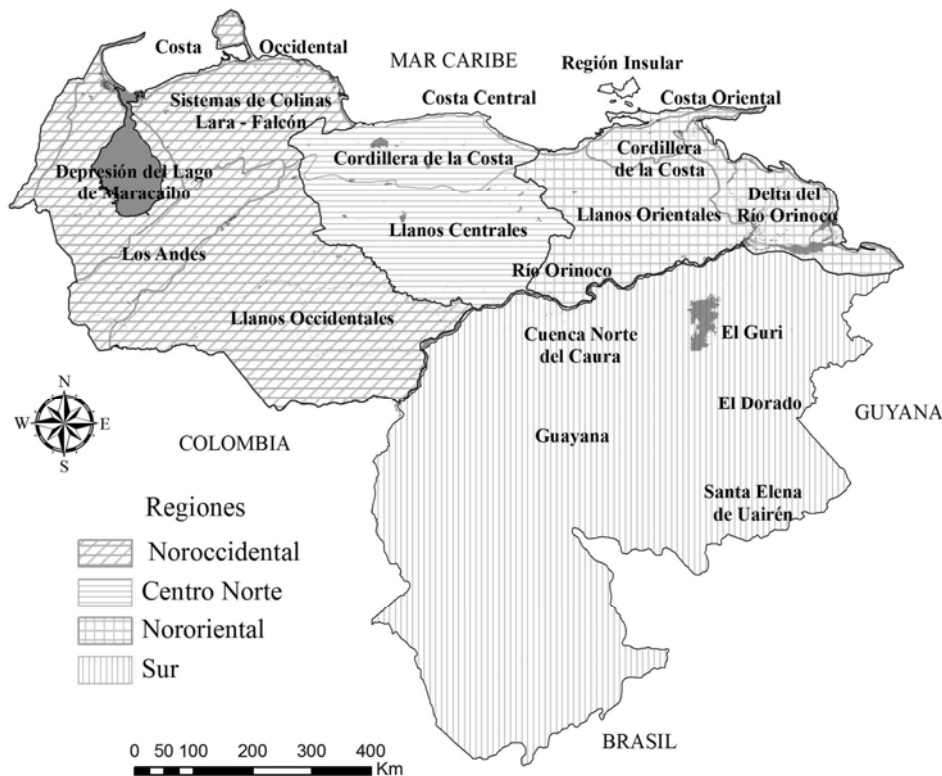 Costa Occidental
MAR CARIBE
Región Insular
Costa Central
Costa Oriental
Sistemas de Colinas
Lara - Falcón
Cordillera de la Costa
Cordillera
de la Costa
Depresión del Lago
de Maracaibo
Delta del
Río Orinoco
Llanos Centrales
Llanos Orientales
Los Andes
Río Orinoco
Llanos Occidentales
Cuenca Norte
del Caura
El Guri
El Dorado
GUYANA
N
W E
S
COLOMBIA
Guayana
Santa Elena
de Uairén
Regiones
Noroccidental
Centro Norte
Nororiental
Sur
BRASIL
0 50 100 200 300 400
Km